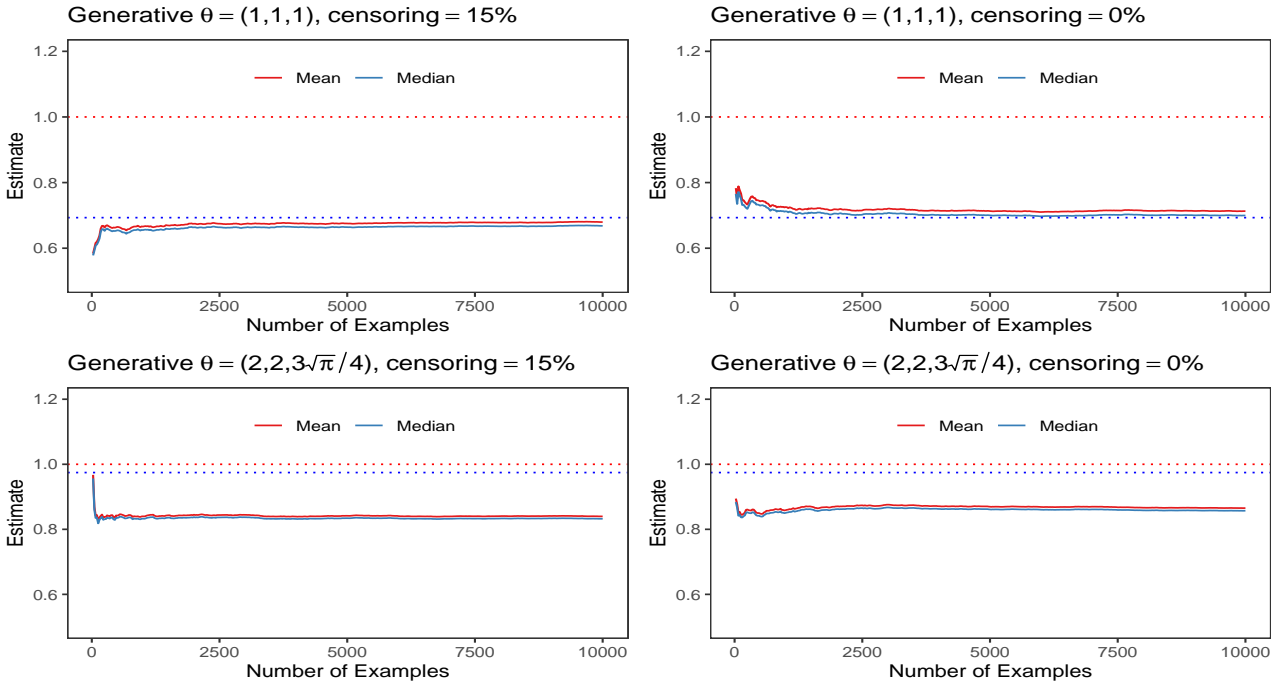 Generative θ = (1,1,1), censoring = 15%
1.2
1.0
0.8
0.6
Estimate
Mean
Median
0 2500 5000 7500 10000
Number of Examples
Generative θ = (1,1,1), censoring = 0%
1.2
1.0
0.8
0.6
Estimate
Mean
Median
0 2500 5000 7500 10000
Number of Examples
Generative θ = (2,2,3√π/4), censoring = 15%
1.2
1.0
0.8
0.6
Estimate
Mean
Median
0 2500 5000 7500 10000
Number of Examples
Generative θ = (2,2,3√π/4), censoring = 0%
1.2
1.0
0.8
0.6
Estimate
Mean
Median
0 2500 5000 7500 10000
Number of Examples